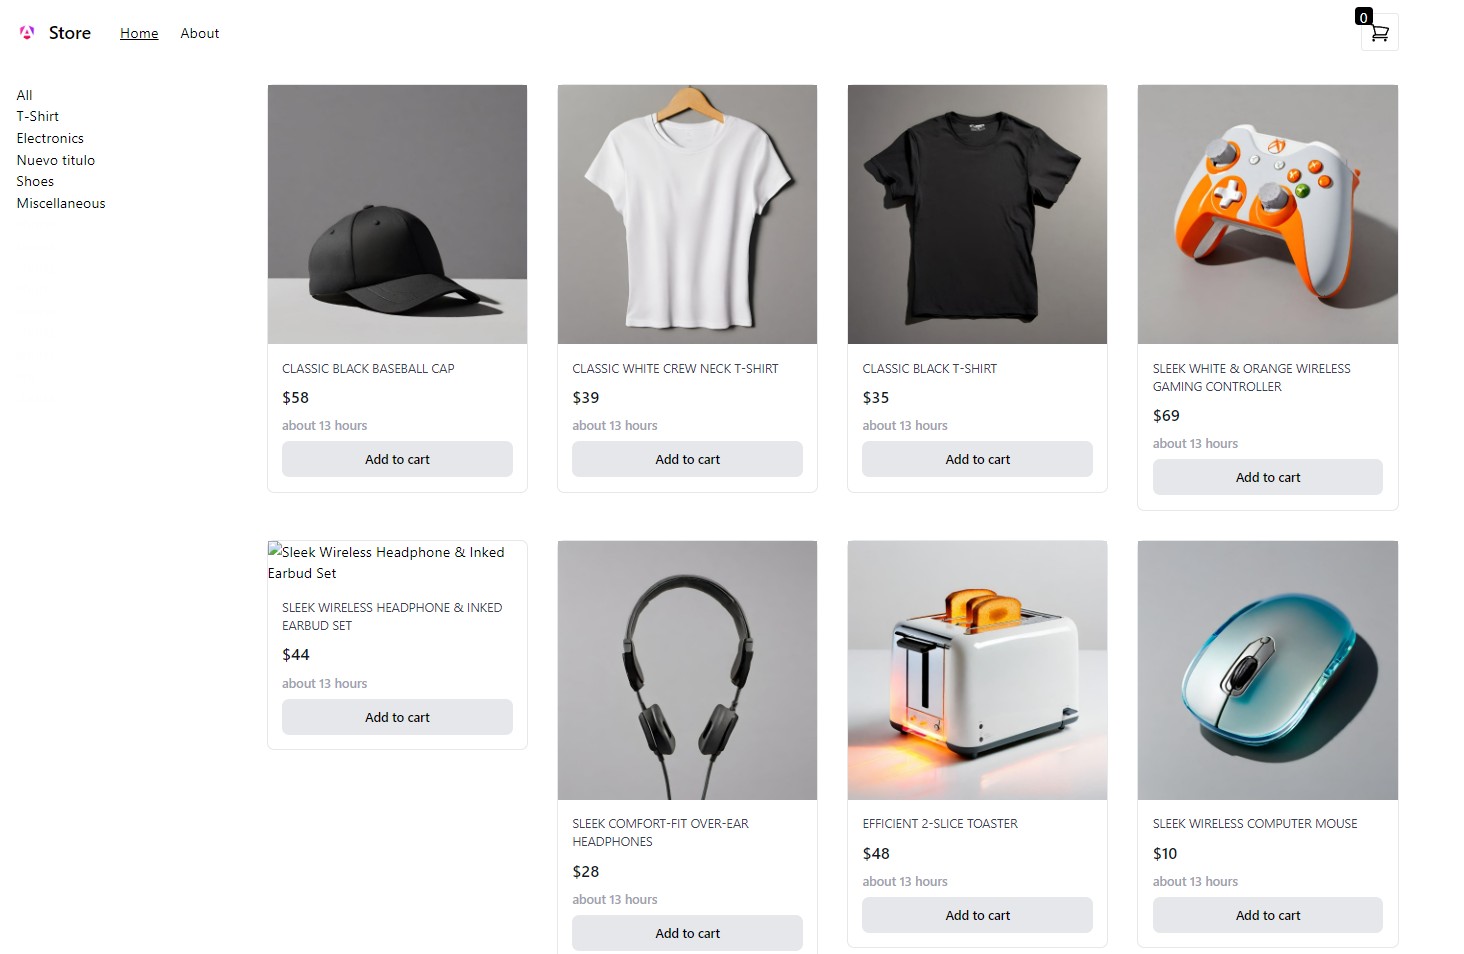 Store
Home
About
0
All
T-Shirt
Electronics
Nuevo titulo
Shoes
Miscellaneous
CLASSIC BLACK BASEBALL CAP
$58
about 13 hours
Add to cart
CLASSIC WHITE CREW NECK T-SHIRT
$39
about 13 hours
Add to cart
CLASSIC BLACK T-SHIRT
$35
about 13 hours
Add to cart
SLEEK WHITE & ORANGE WIRELESS
GAMING CONTROLLER
$69
about 13 hours
Add to cart
Sleek Wireless Headphone & Inked
Earbud Set
SLEEK WIRELESS HEADPHONE & INKED
EARBUD SET
$44
about 13 hours
Add to cart
SLEEK COMFORT-FIT OVER-EAR
HEADPHONES
$28
about 13 hours
Add to cart
EFFICIENT 2-SLICE TOASTER
$48
about 13 hours
Add to cart
SLEEK WIRELESS COMPUTER MOUSE
$10
about 13 hours
Add to cart